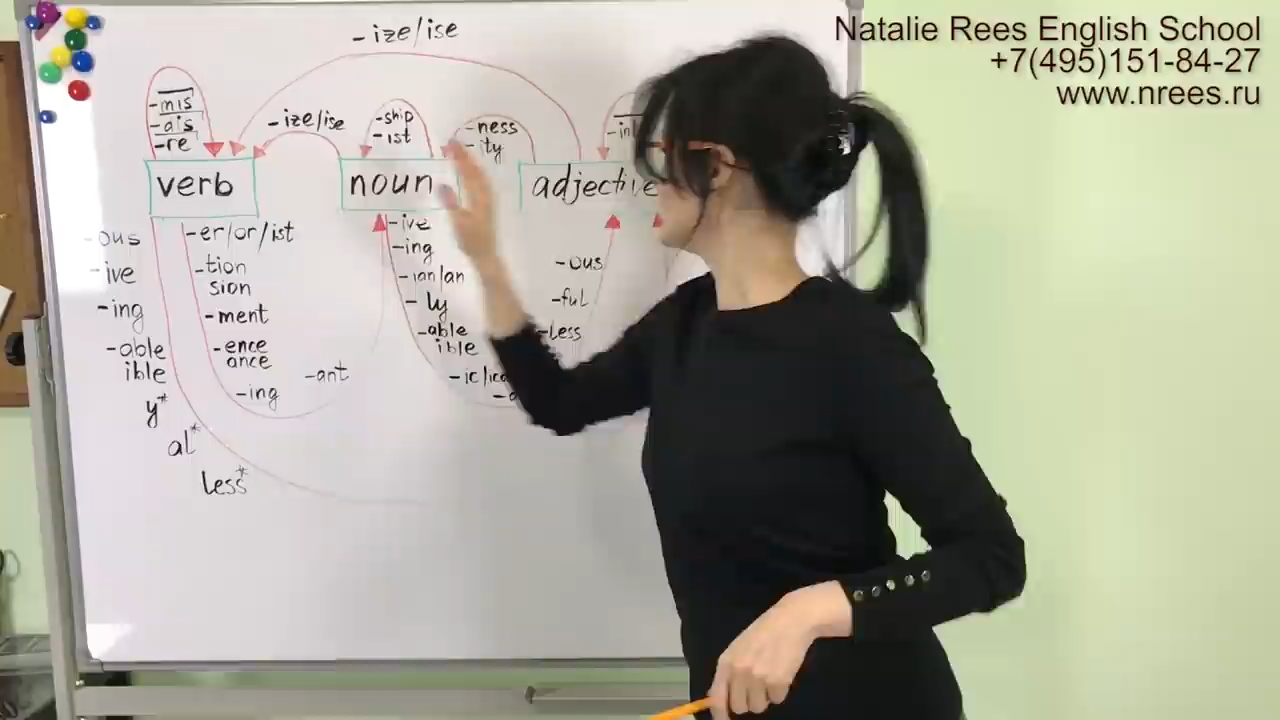 Natalie Rees English School
+7(495)151-84-27
www.nrees.ru
-ize/ise
-mis
-dis
-re
-ize/ise
-ship
-ist
-ness
-ity
verb
noun
adjective
-ous
-ive
-ing
-able
ible
y*
al*
less*
-er/or/ist
-tion
sion
-ment
-ence
ance
-ing
-ant
-ive
-ing
-ian/an
-ly
-able
ible
-ous
-ful
-less